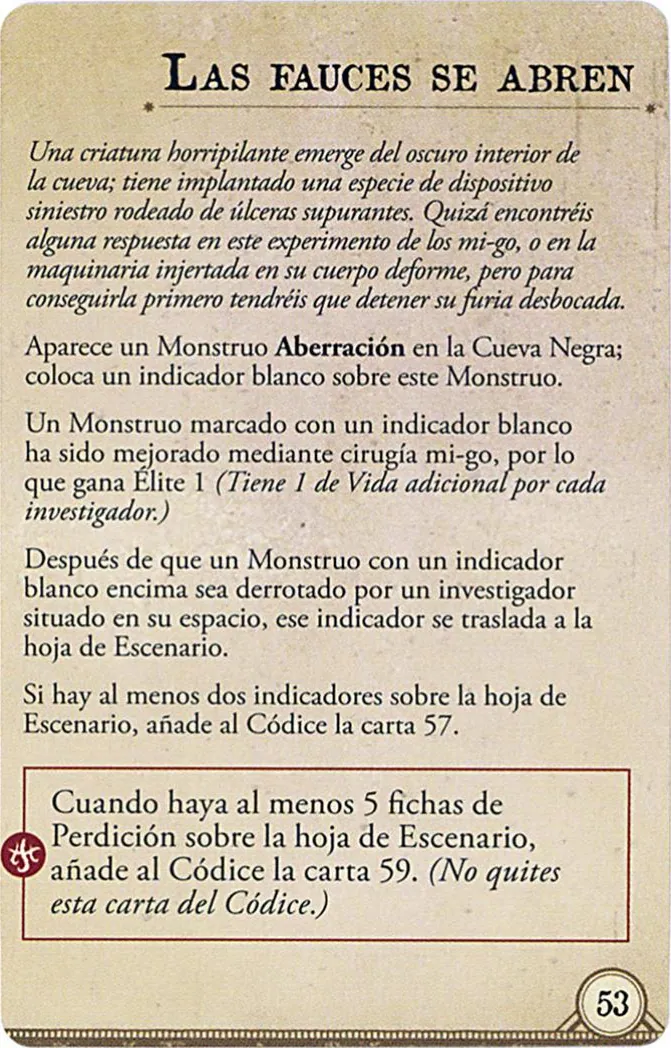 Las fauces se abren
Una criatura horripilante emerge del oscuro interior de
la cueva; tiene implantado una especie de dispositivo
siniestro rodeado de úlceras supurantes. Quizá encontréis
alguna respuesta en este experimento de los mi-go, o en la
maquinaria injertada en su cuerpo deforme, pero para
conseguirla primero tendréis que detener su furia desbocada.
Aparece un Monstruo Aberración en la Cueva Negra;
coloca un indicador blanco sobre este Monstruo.
Un Monstruo marcado con un indicador blanco
ha sido mejorado mediante cirugía mi-go, por lo
que gana Élite 1 (Tiene 1 de Vida adicional por cada
investigador.)
Después de que un Monstruo con un indicador
blanco encima sea derrotado por un investigador
situado en su espacio, ese indicador se traslada a la
hoja de Escenario.
Si hay al menos dos indicadores sobre la hoja de
Escenario, añade al Códice la carta 57.
Cuando haya al menos 5 fichas de
Perdición sobre la hoja de Escenario,
añade al Códice la carta 59. (No quites
esta carta del Códice.)
53